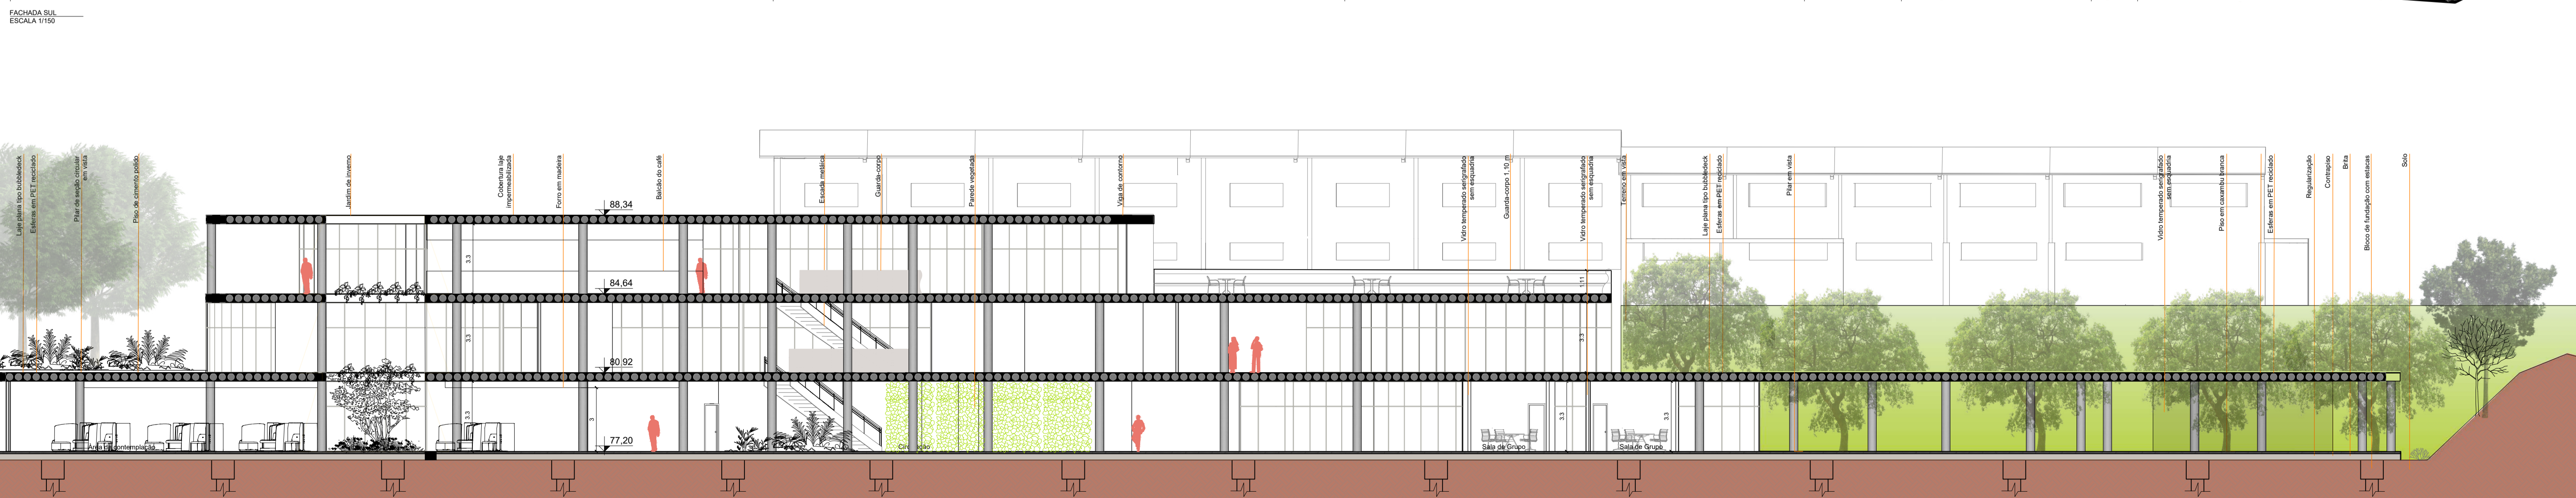 FACHADA SUL
ESCALA 1/150
Laje plana tipo bubbledeck
Esferas em PET reciclado
Pilar de seção circular
em vista
Piso de cimento polido
Jardim de inverno
Cobertura laje
impermeabilizada
Forro em madeira
Balcão do café
Escada metálica
Guarda-corpo
Parede vegetada
Viga de contorno
Vidro temperado serigrafado
sem esquadria
Guarda-corpo 1,10 m
Vidro temperado serigrafado
sem esquadria
Terreno em vista
Laje plana tipo bubbledeck
Esferas em PET reciclado
Pilar em vista
Vidro temperado serigrafado
sem esquadria
Piso em caxambu branca
Esferas em PET reciclado
Regularização
Contrapiso
Brita
Bloco de fundação com estacas
Solo
88,34
3.3
84,64
1,11
3.3
3.3
80,92
3.3
3
3.3
3.3
77,20
Área de contemplação
Circulação
Sala de Grupo
Sala de Grupo